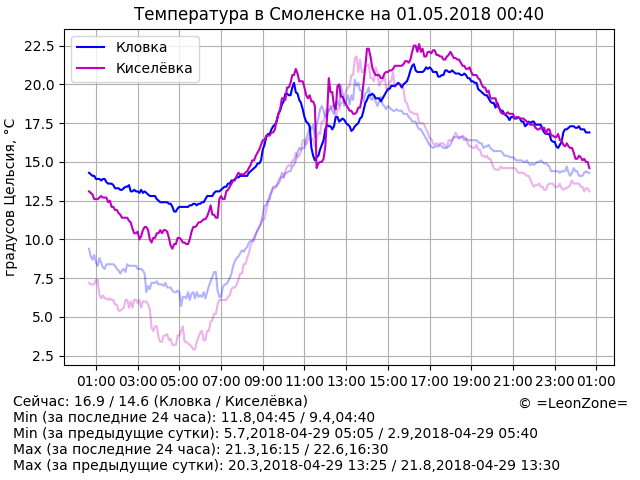 Температура в Смоленске на 01.05.2018 00:40
Кловка
Киселёвка
градусов Цельсия, °C
22.5
20.0
17.5
15.0
12.5
10.0
7.5
5.0
2.5
01:00 03:00 05:00 07:00 09:00 11:00 13:00 15:00 17:00 19:00 21:00 23:00 01:00
Сейчас: 16.9 / 14.6 (Кловка / Киселёвка)
© =LeonZone=
Min (за последние 24 часа): 11.8,04:45 / 9.4,04:40
Min (за предыдущие сутки): 5.7,2018-04-29 05:05 / 2.9,2018-04-29 05:40
Max (за последние 24 часа): 21.3,16:15 / 22.6,16:30
Max (за предыдущие сутки): 20.3,2018-04-29 13:25 / 21.8,2018-04-29 13:30